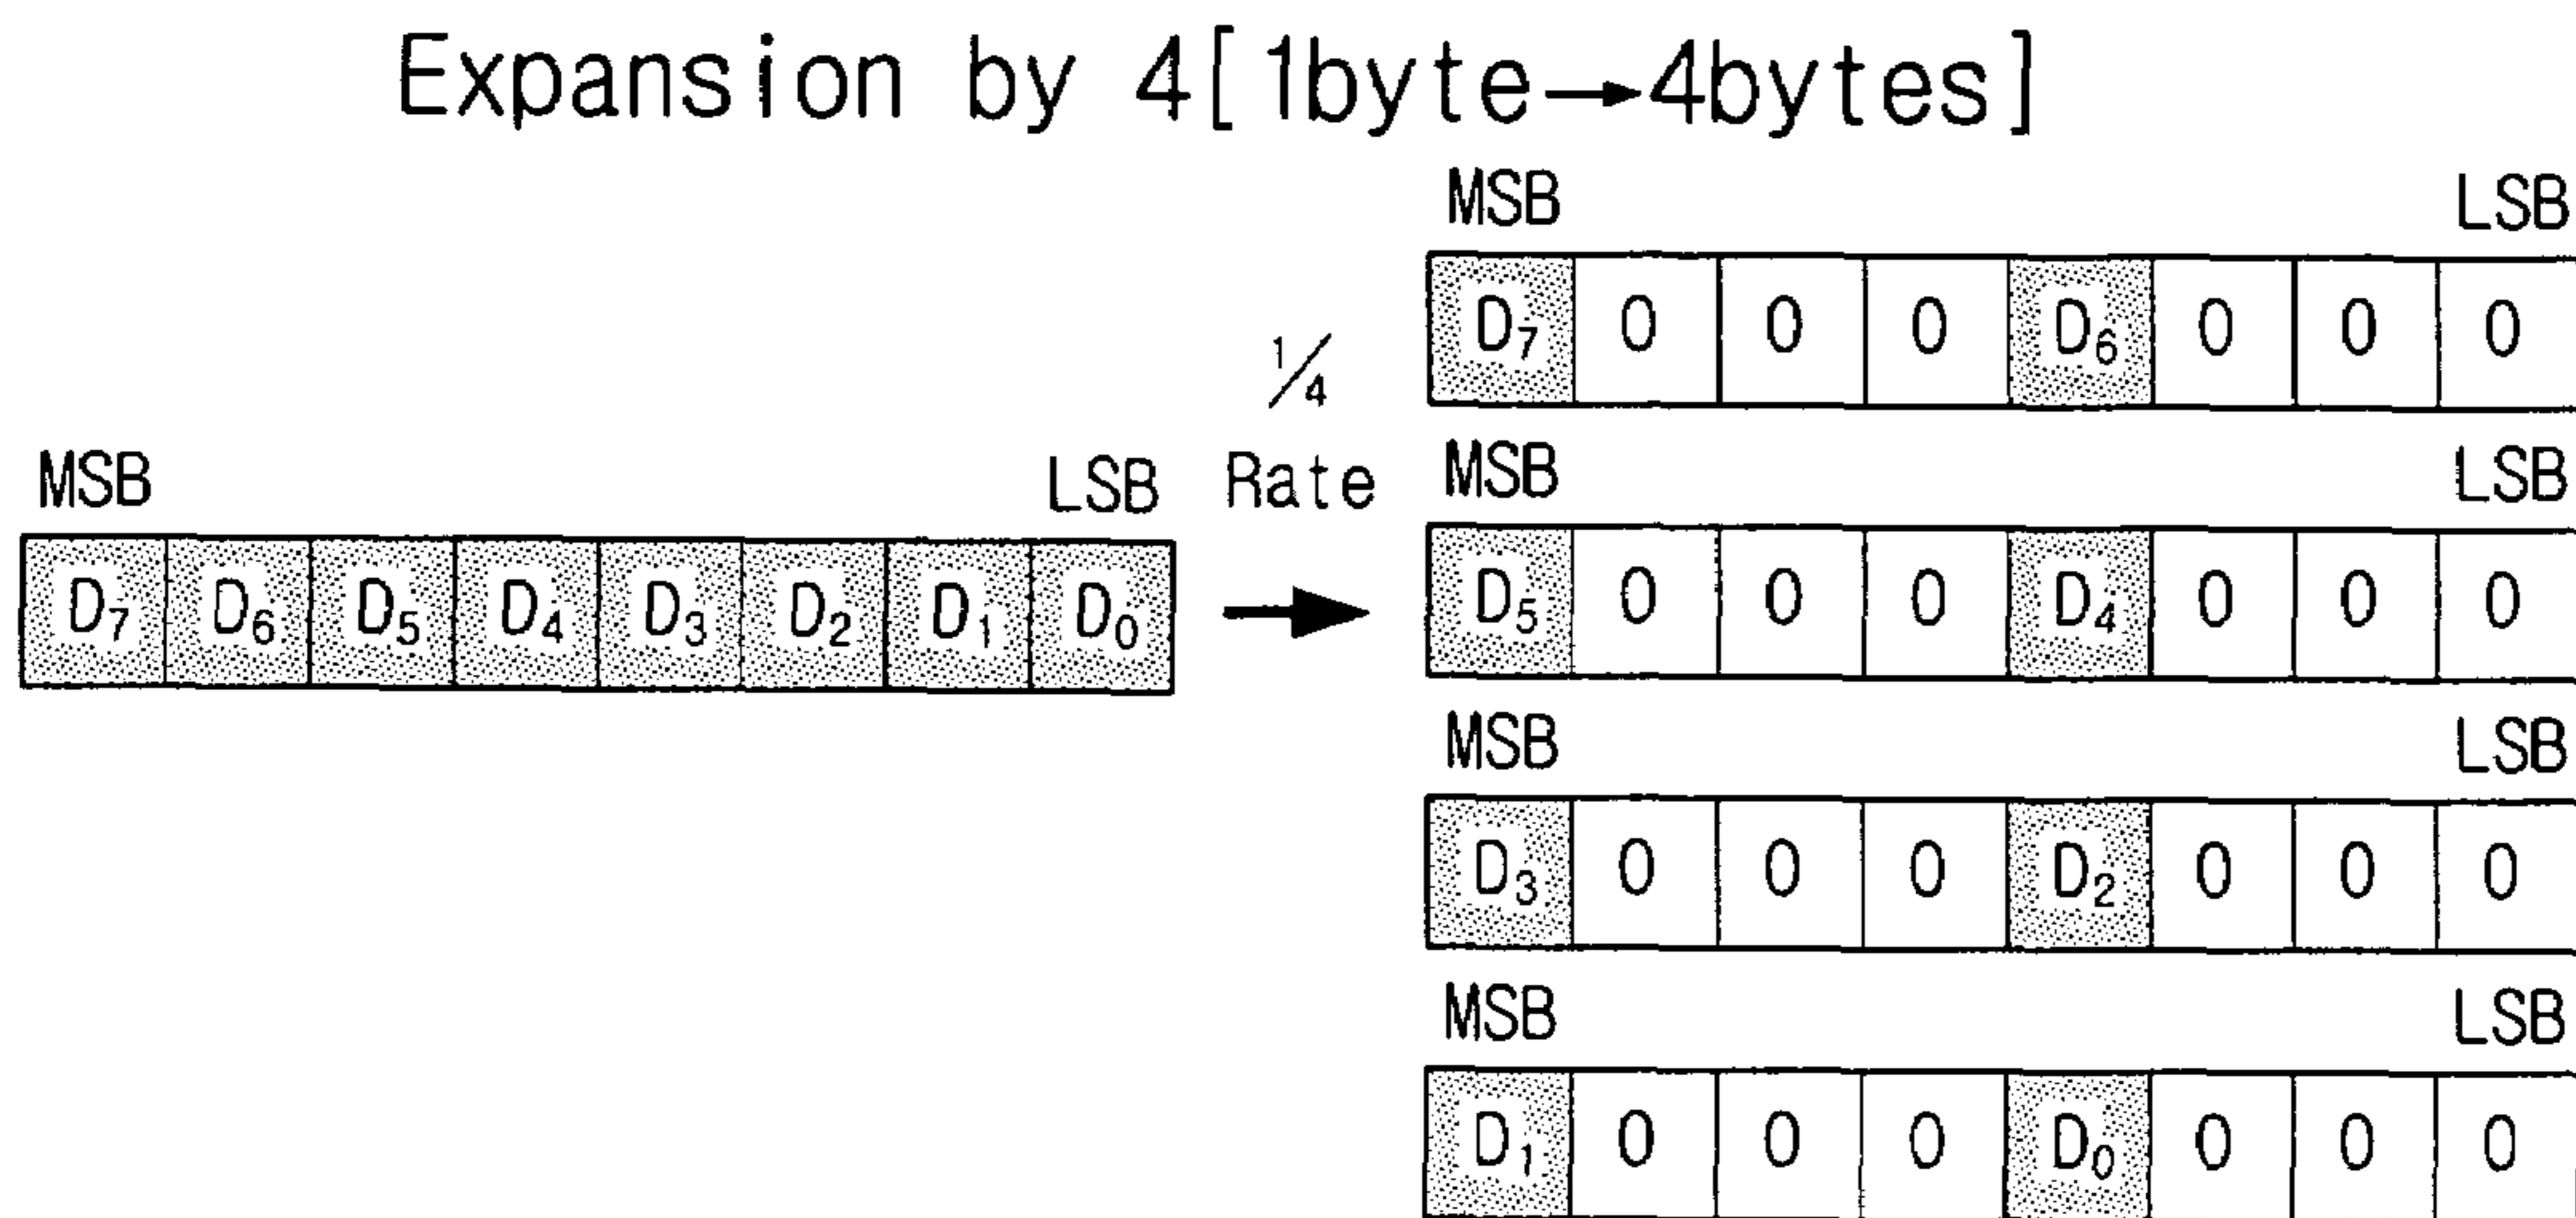 Expansion by 4[1byte→4bytes]
MSB LSB
D₇ 0 0 0 D₆ 0 0 0
1/4
Rate
MSB LSB
D₇ D₆ D₅ D₄ D₃ D₂ D₁ D₀
MSB LSB
D₅ 0 0 0 D₄ 0 0 0
MSB LSB
D₃ 0 0 0 D₂ 0 0 0
MSB LSB
D₁ 0 0 0 D₀ 0 0 0